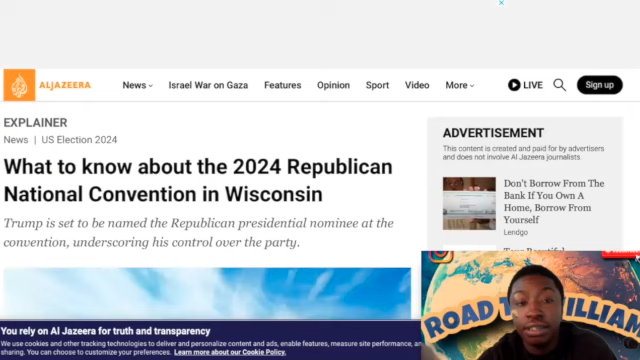 ALJAZEERA
News
Israel War on Gaza
Features
Opinion
Sport
Video
More
LIVE
Sign up
EXPLAINER
News | US Election 2024
What to know about the 2024 Republican
National Convention in Wisconsin
Trump is set to be named the Republican presidential nominee at the
convention, underscoring his control over the party.
ADVERTISEMENT
This content is created and paid for by advertisers
and does not involve Al Jazeera journalists
Don't Borrow From The
Bank If You Own A
Home, Borrow From
Yourself
Lendgo
ROAD
ILLIAM
You rely on Al Jazeera for truth and transparency
We use cookies and other tracking technologies to deliver and personalize content and ads, enable features, measure site performance, an
sharing. You can choose to customize your preferences. Learn more about our Cookie Policy.